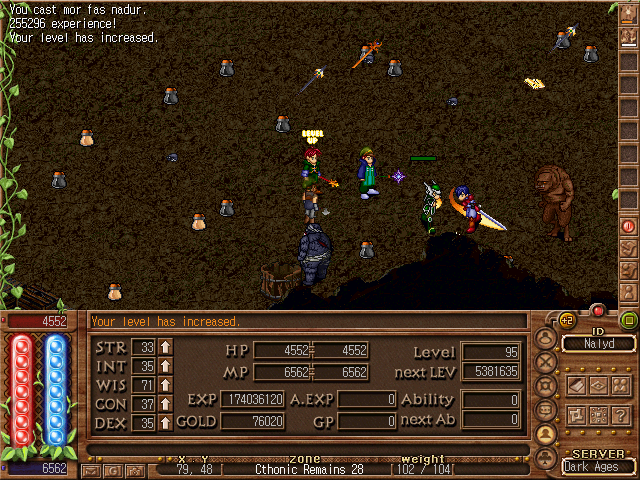 You cast mor fas nadur.
255296 experience!
Your level has increased.
LEVEL
UP
4552
Your level has increased.
+2
ID
Nalyd
STR 33
HP 4552 4552
Level 95
INT 35
MP 6562 6562
next LEV 5381635
WIS 71
CON 37
EXP 174036120
A.EXP 0
Ability 0
DEX 35
GOLD 76020
GP 0
next Ab 0
SERVER
Dark Ages
x y zone weight
6562
G
79, 48 [ Cthonic Remains 28 [102 / 104[
?